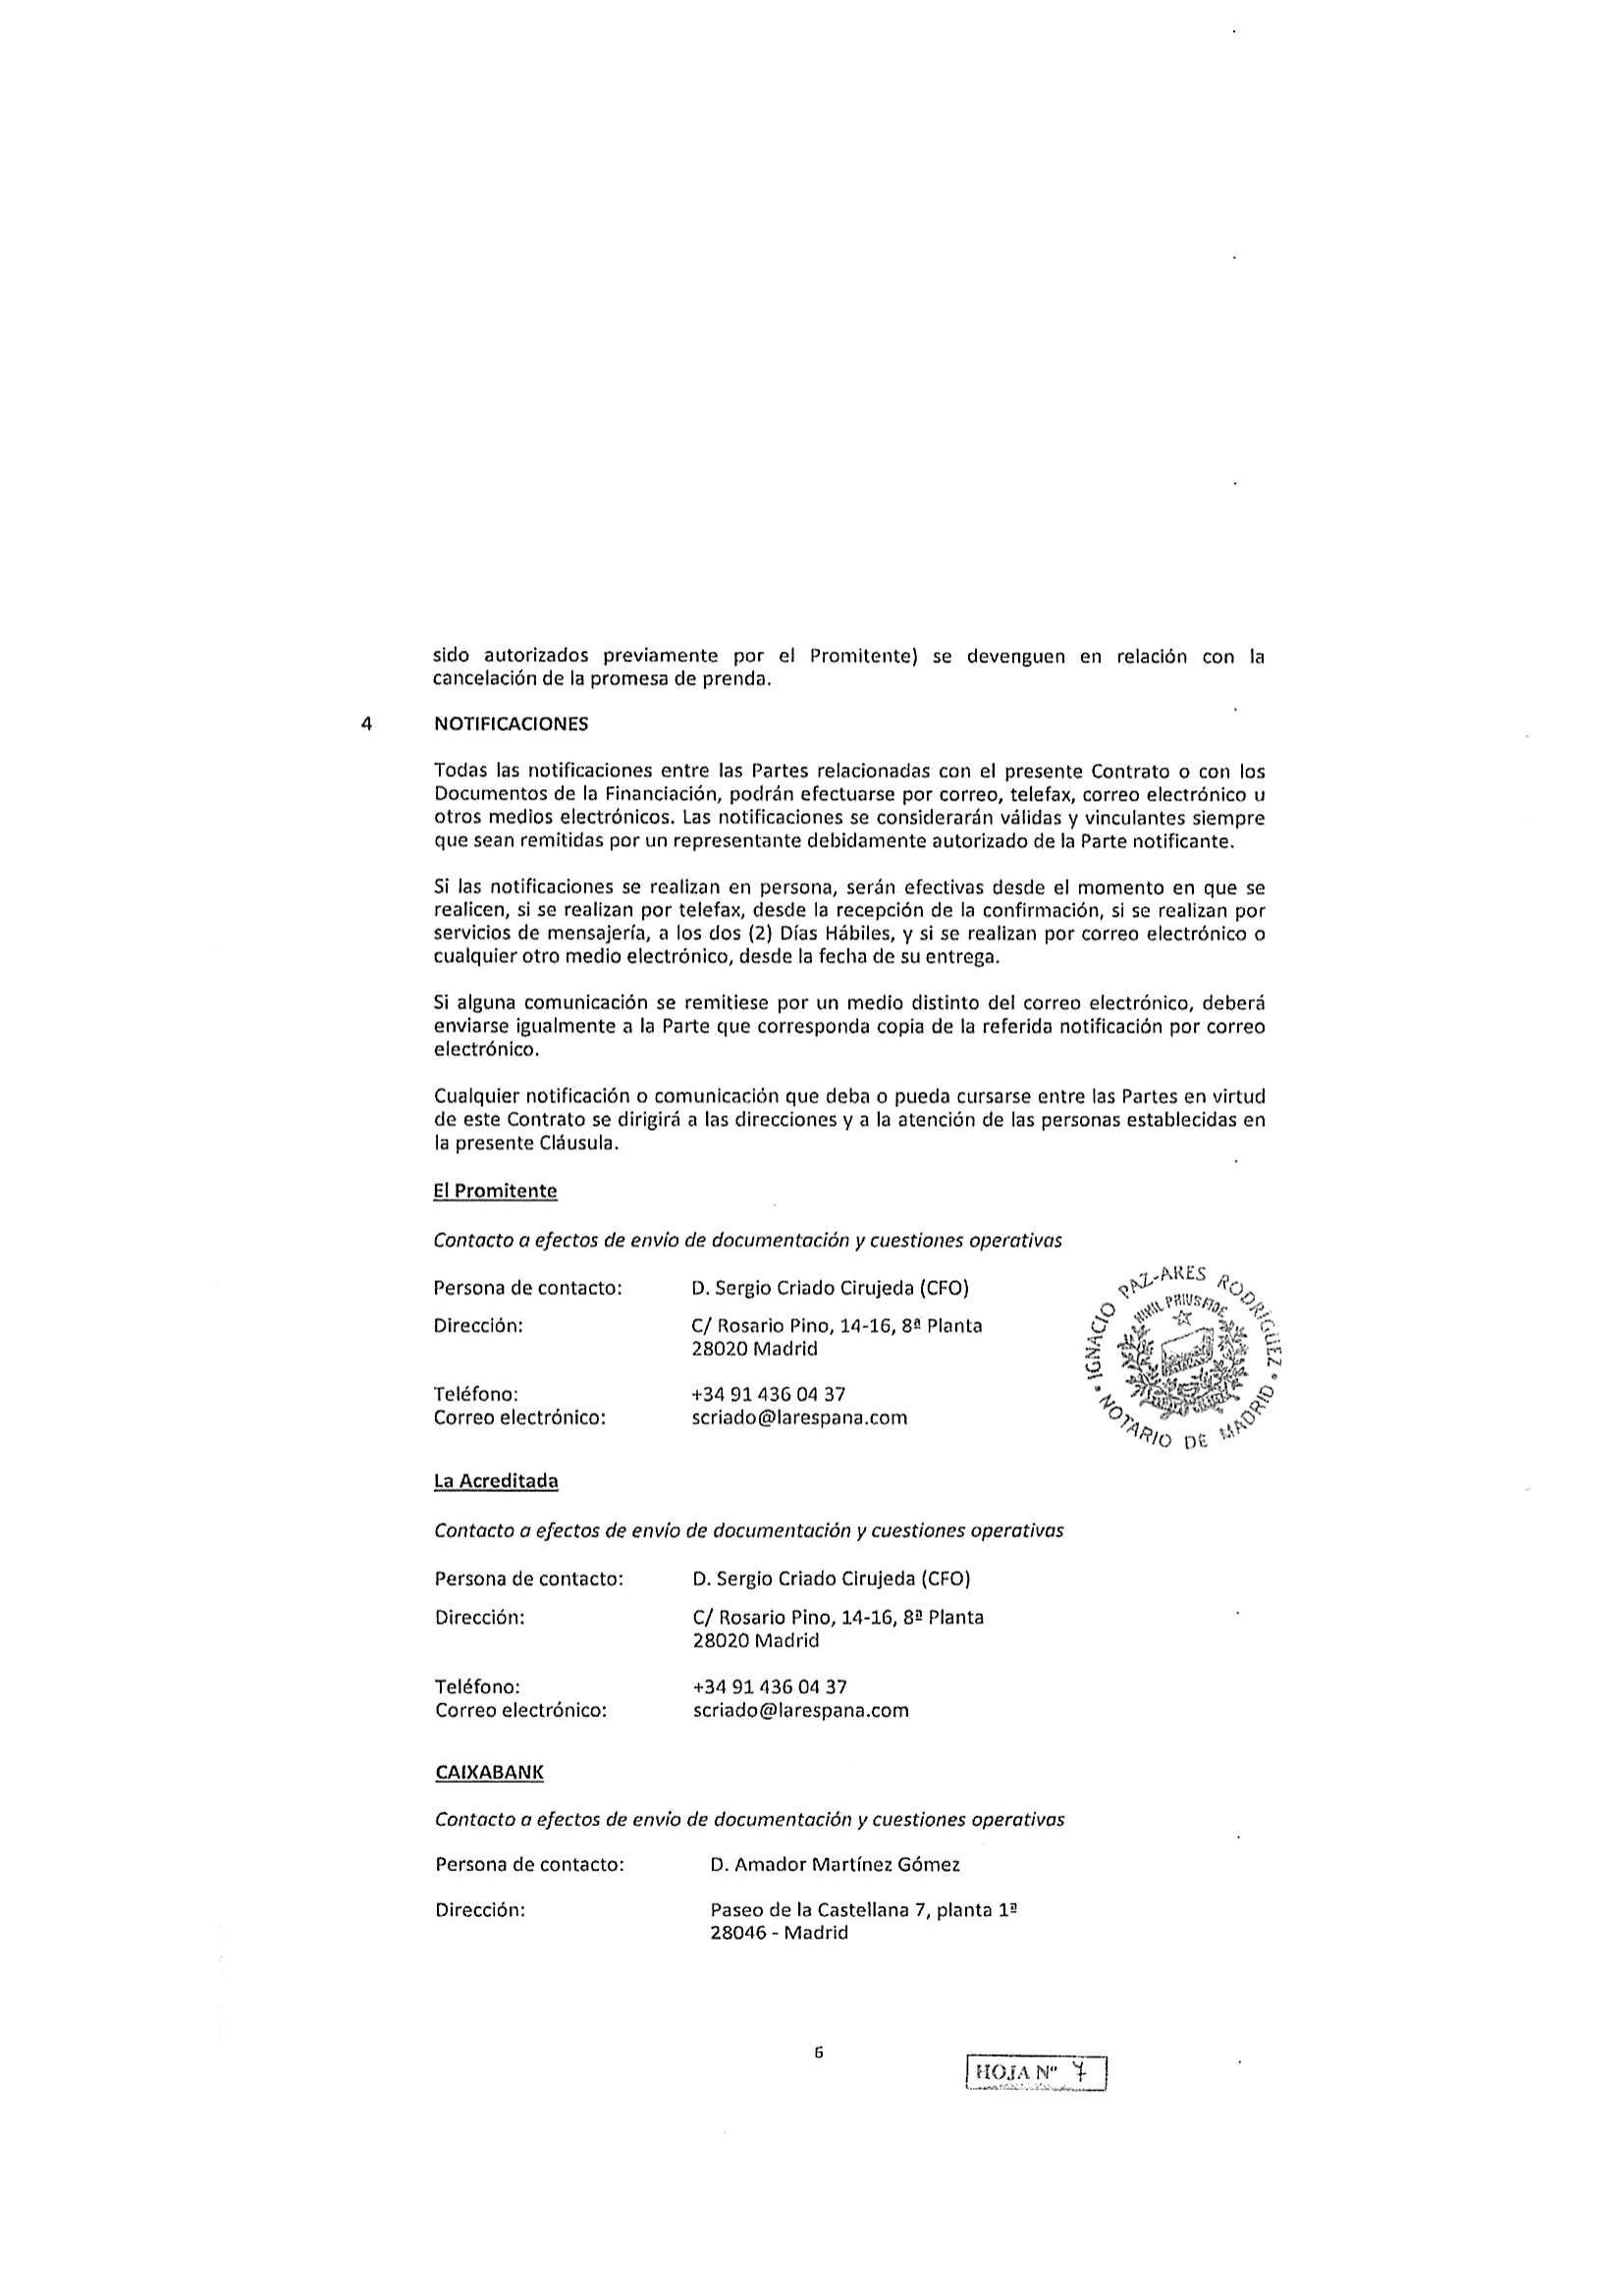 sido autorizados previamente por el Promitente) se devenguen en relación con la
cancelación de la promesa de prenda.
4 NOTIFICACIONES
Todas las notificaciones entre las Partes relacionadas con el presente Contrato o con los
Documentos de la Financiación, podrán efectuarse por correo, telefax, correo electrónico u
otros medios electrónicos. Las notificaciones se considerarán válidas y vinculantes siempre
que sean remitidas por un representante debidamente autorizado de la Parte notificante.
Si las notificaciones se realizan en persona, serán efectivas desde el momento en que se
realicen, si se realizan por telefax, desde la recepción de la confirmación, si se realizan por
servicios de mensajería, a los dos (2) Días Hábiles, y si se realizan por correo electrónico o
cualquier otro medio electrónico, desde la fecha de su entrega.
Si alguna comunicación se remitiese por un medio distinto del correo electrónico, deberá
enviarse igualmente a la Parte que corresponda copia de la referida notificación por correo
electrónico.
Cualquier notificación o comunicación que deba o pueda cursarse entre las Partes en virtud
de este Contrato se dirigirá a las direcciones y a la atención de las personas establecidas en
la presente Cláusula.
El Promitente
Contacto a efectos de envío de documentación y cuestiones operativas
Persona de contacto: D. Sergio Criado Cirujeda (CFO)
Dirección: C/ Rosario Pino, 14-16, 8ª Planta
28020 Madrid
Teléfono: +34 91 436 04 37
Correo electrónico: scriado@larespana.com
IGNACIO PAZ-ARES RODRIGUEZ
NIHIL PRIUS FIDE
NOTARIO DE MADRID
La Acreditada
Contacto a efectos de envío de documentación y cuestiones operativas
Persona de contacto: D. Sergio Criado Cirujeda (CFO)
Dirección: C/ Rosario Pino, 14-16, 8ª Planta
28020 Madrid
Teléfono: +34 91 436 04 37
Correo electrónico: scriado@larespana.com
CAIXABANK
Contacto a efectos de envío de documentación y cuestiones operativas
Persona de contacto: D. Amador Martínez Gómez
Dirección: Paseo de la Castellana 7, planta 1ª
28046 - Madrid
6
HOJA Nº 7